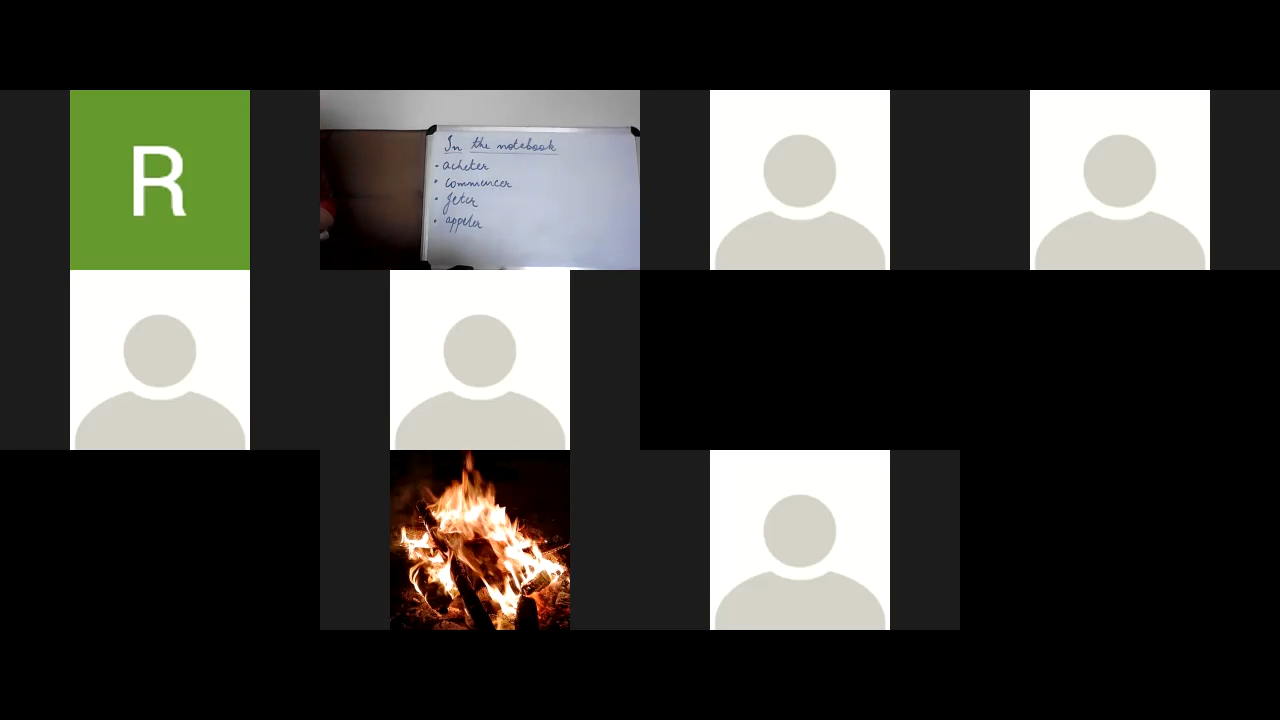 R
In the notebook
• acheter
• commencer
• jeter
• appeler